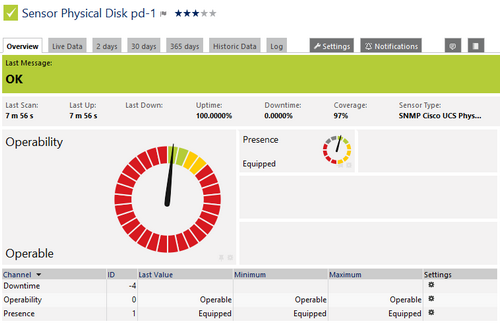 Sensor Physical Disk pd-1
Overview Live Data 2 days 30 days 365 days Historic Data Log Settings Notifications
Last Message:
OK
Last Scan: Last Up: Last Down: Uptime: Downtime: Coverage: Sensor Type:
7 m 56 s 7 m 56 s 100.0000% 0.0000% 97% SNMP Cisco UCS Phys...
Operability
Operable
Presence
Equipped
Channel ID Last Value Minimum Maximum Settings
Downtime -4
Operability 0 Operable Operable Operable
Presence 1 Equipped Equipped Equipped